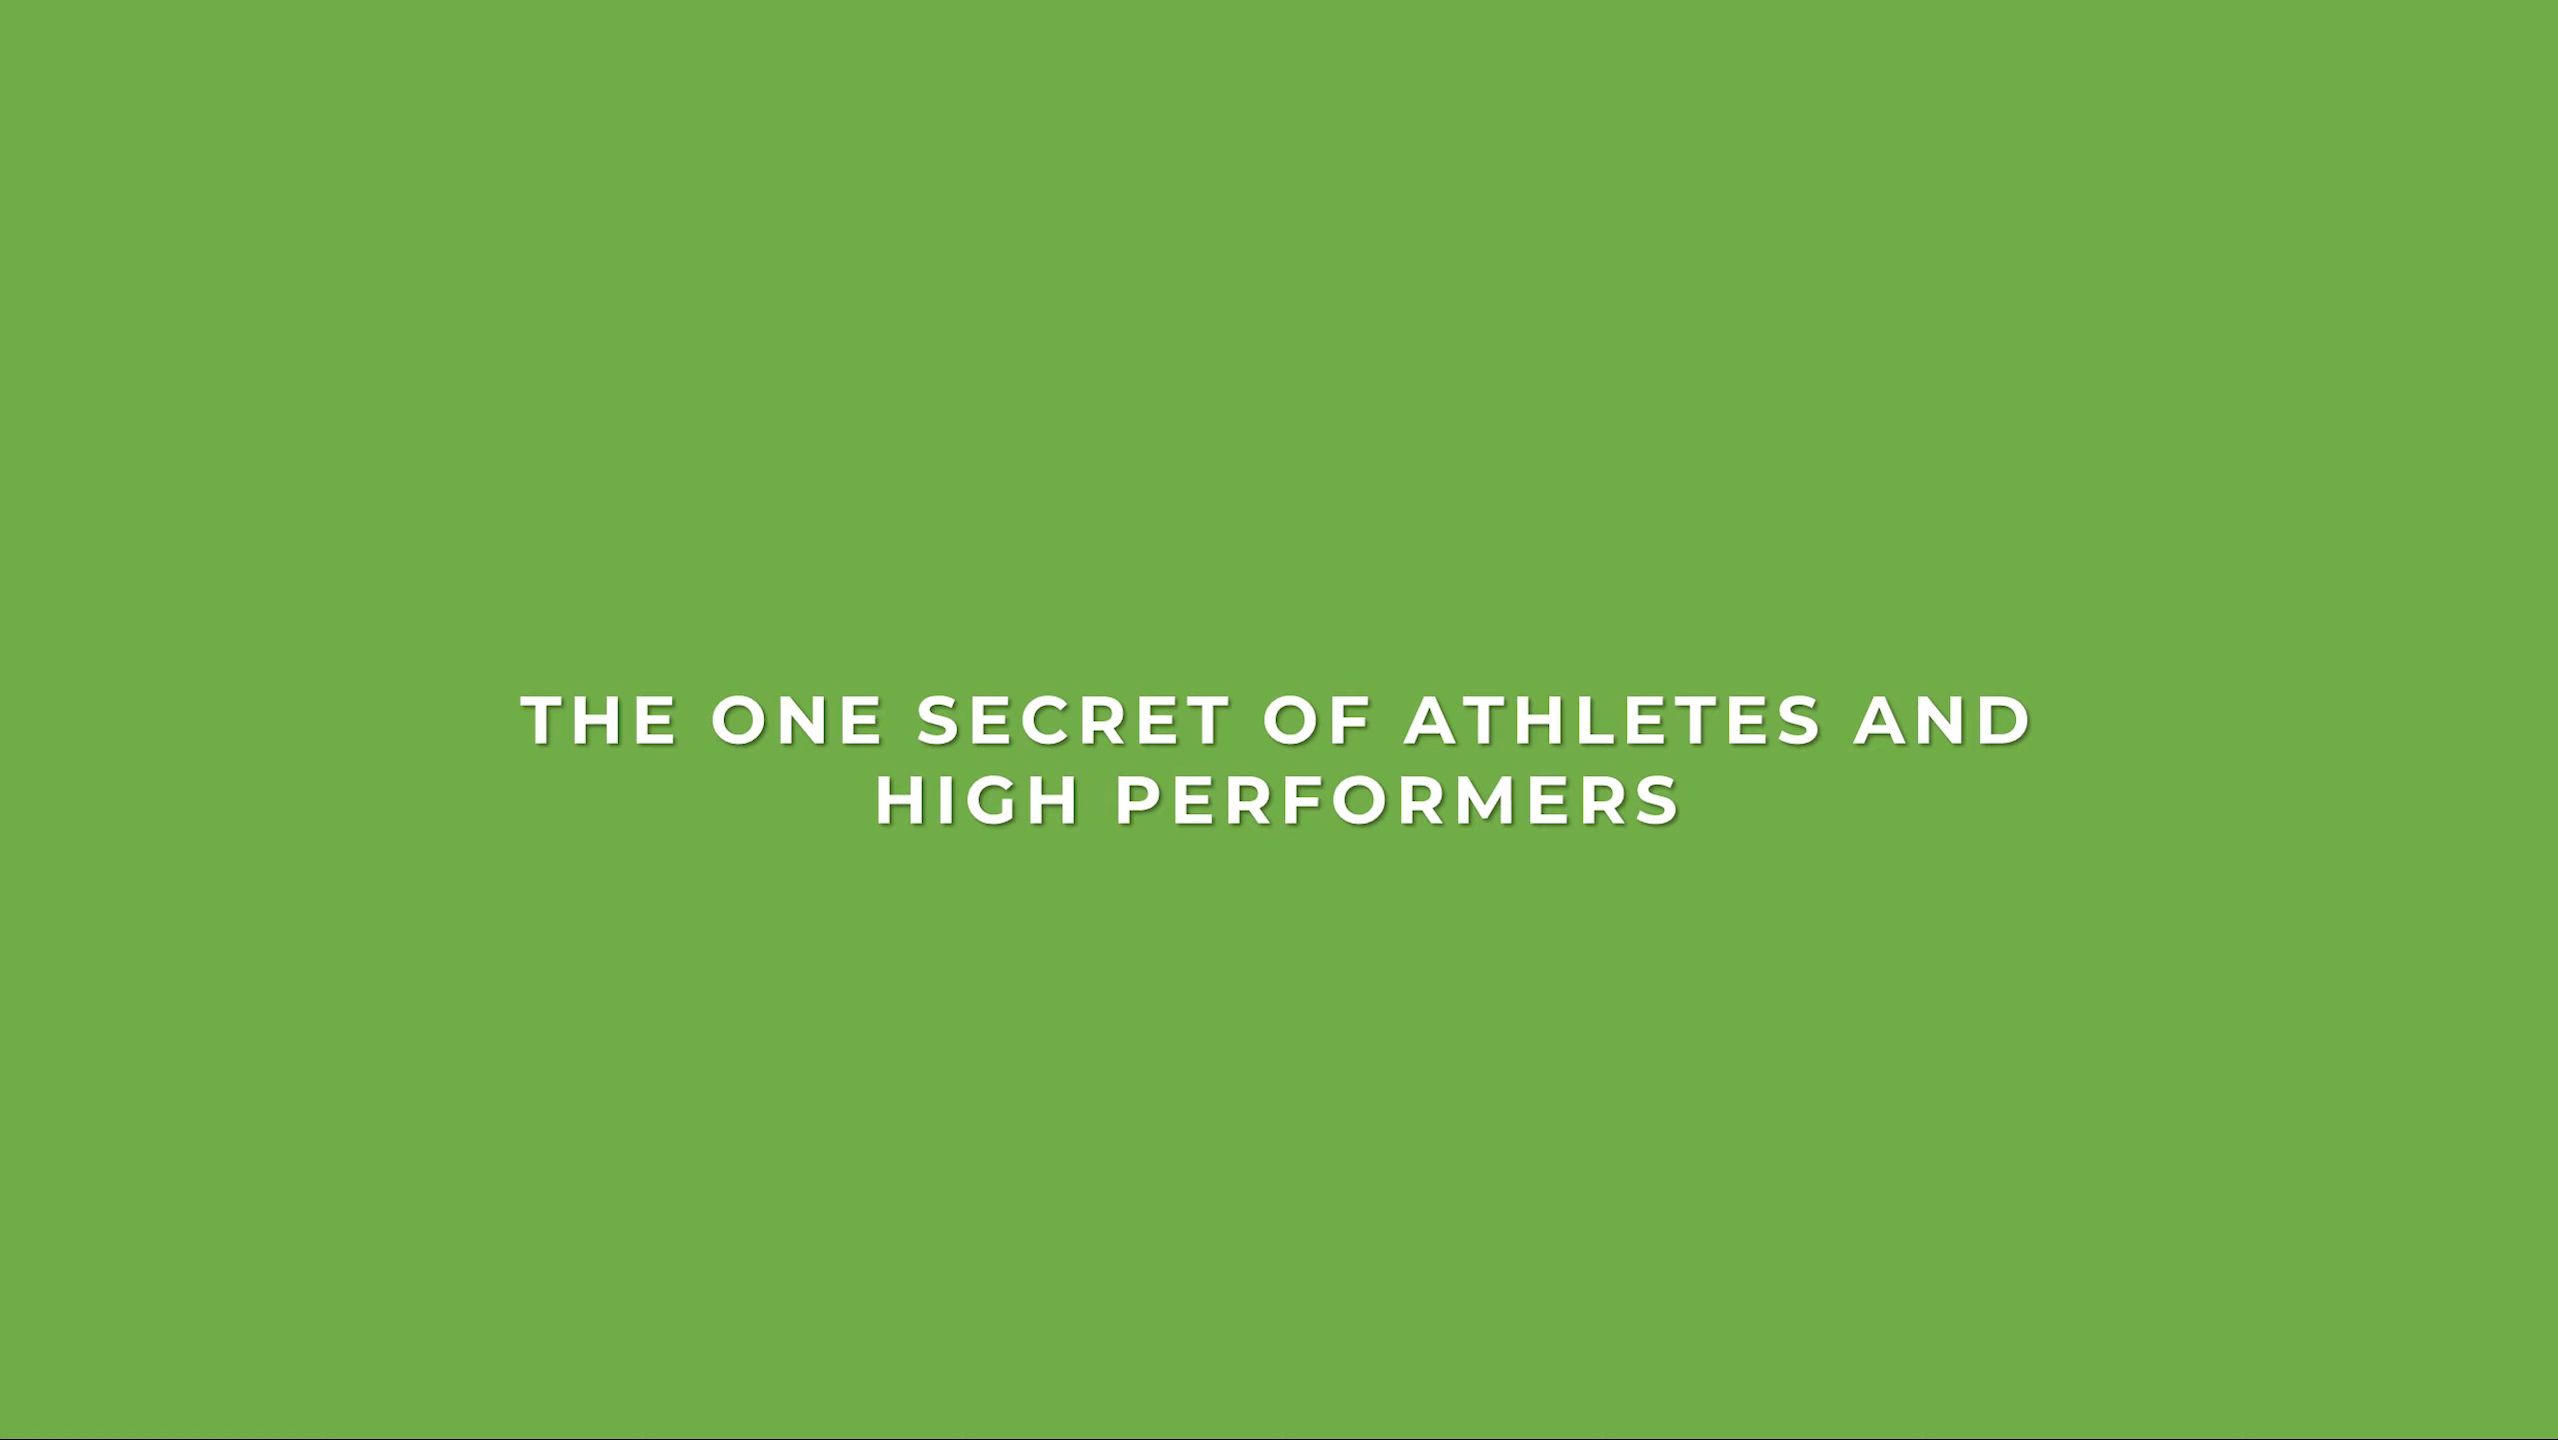 THE ONE SECRET OF ATHLETES AND
HIGH PERFORMERS